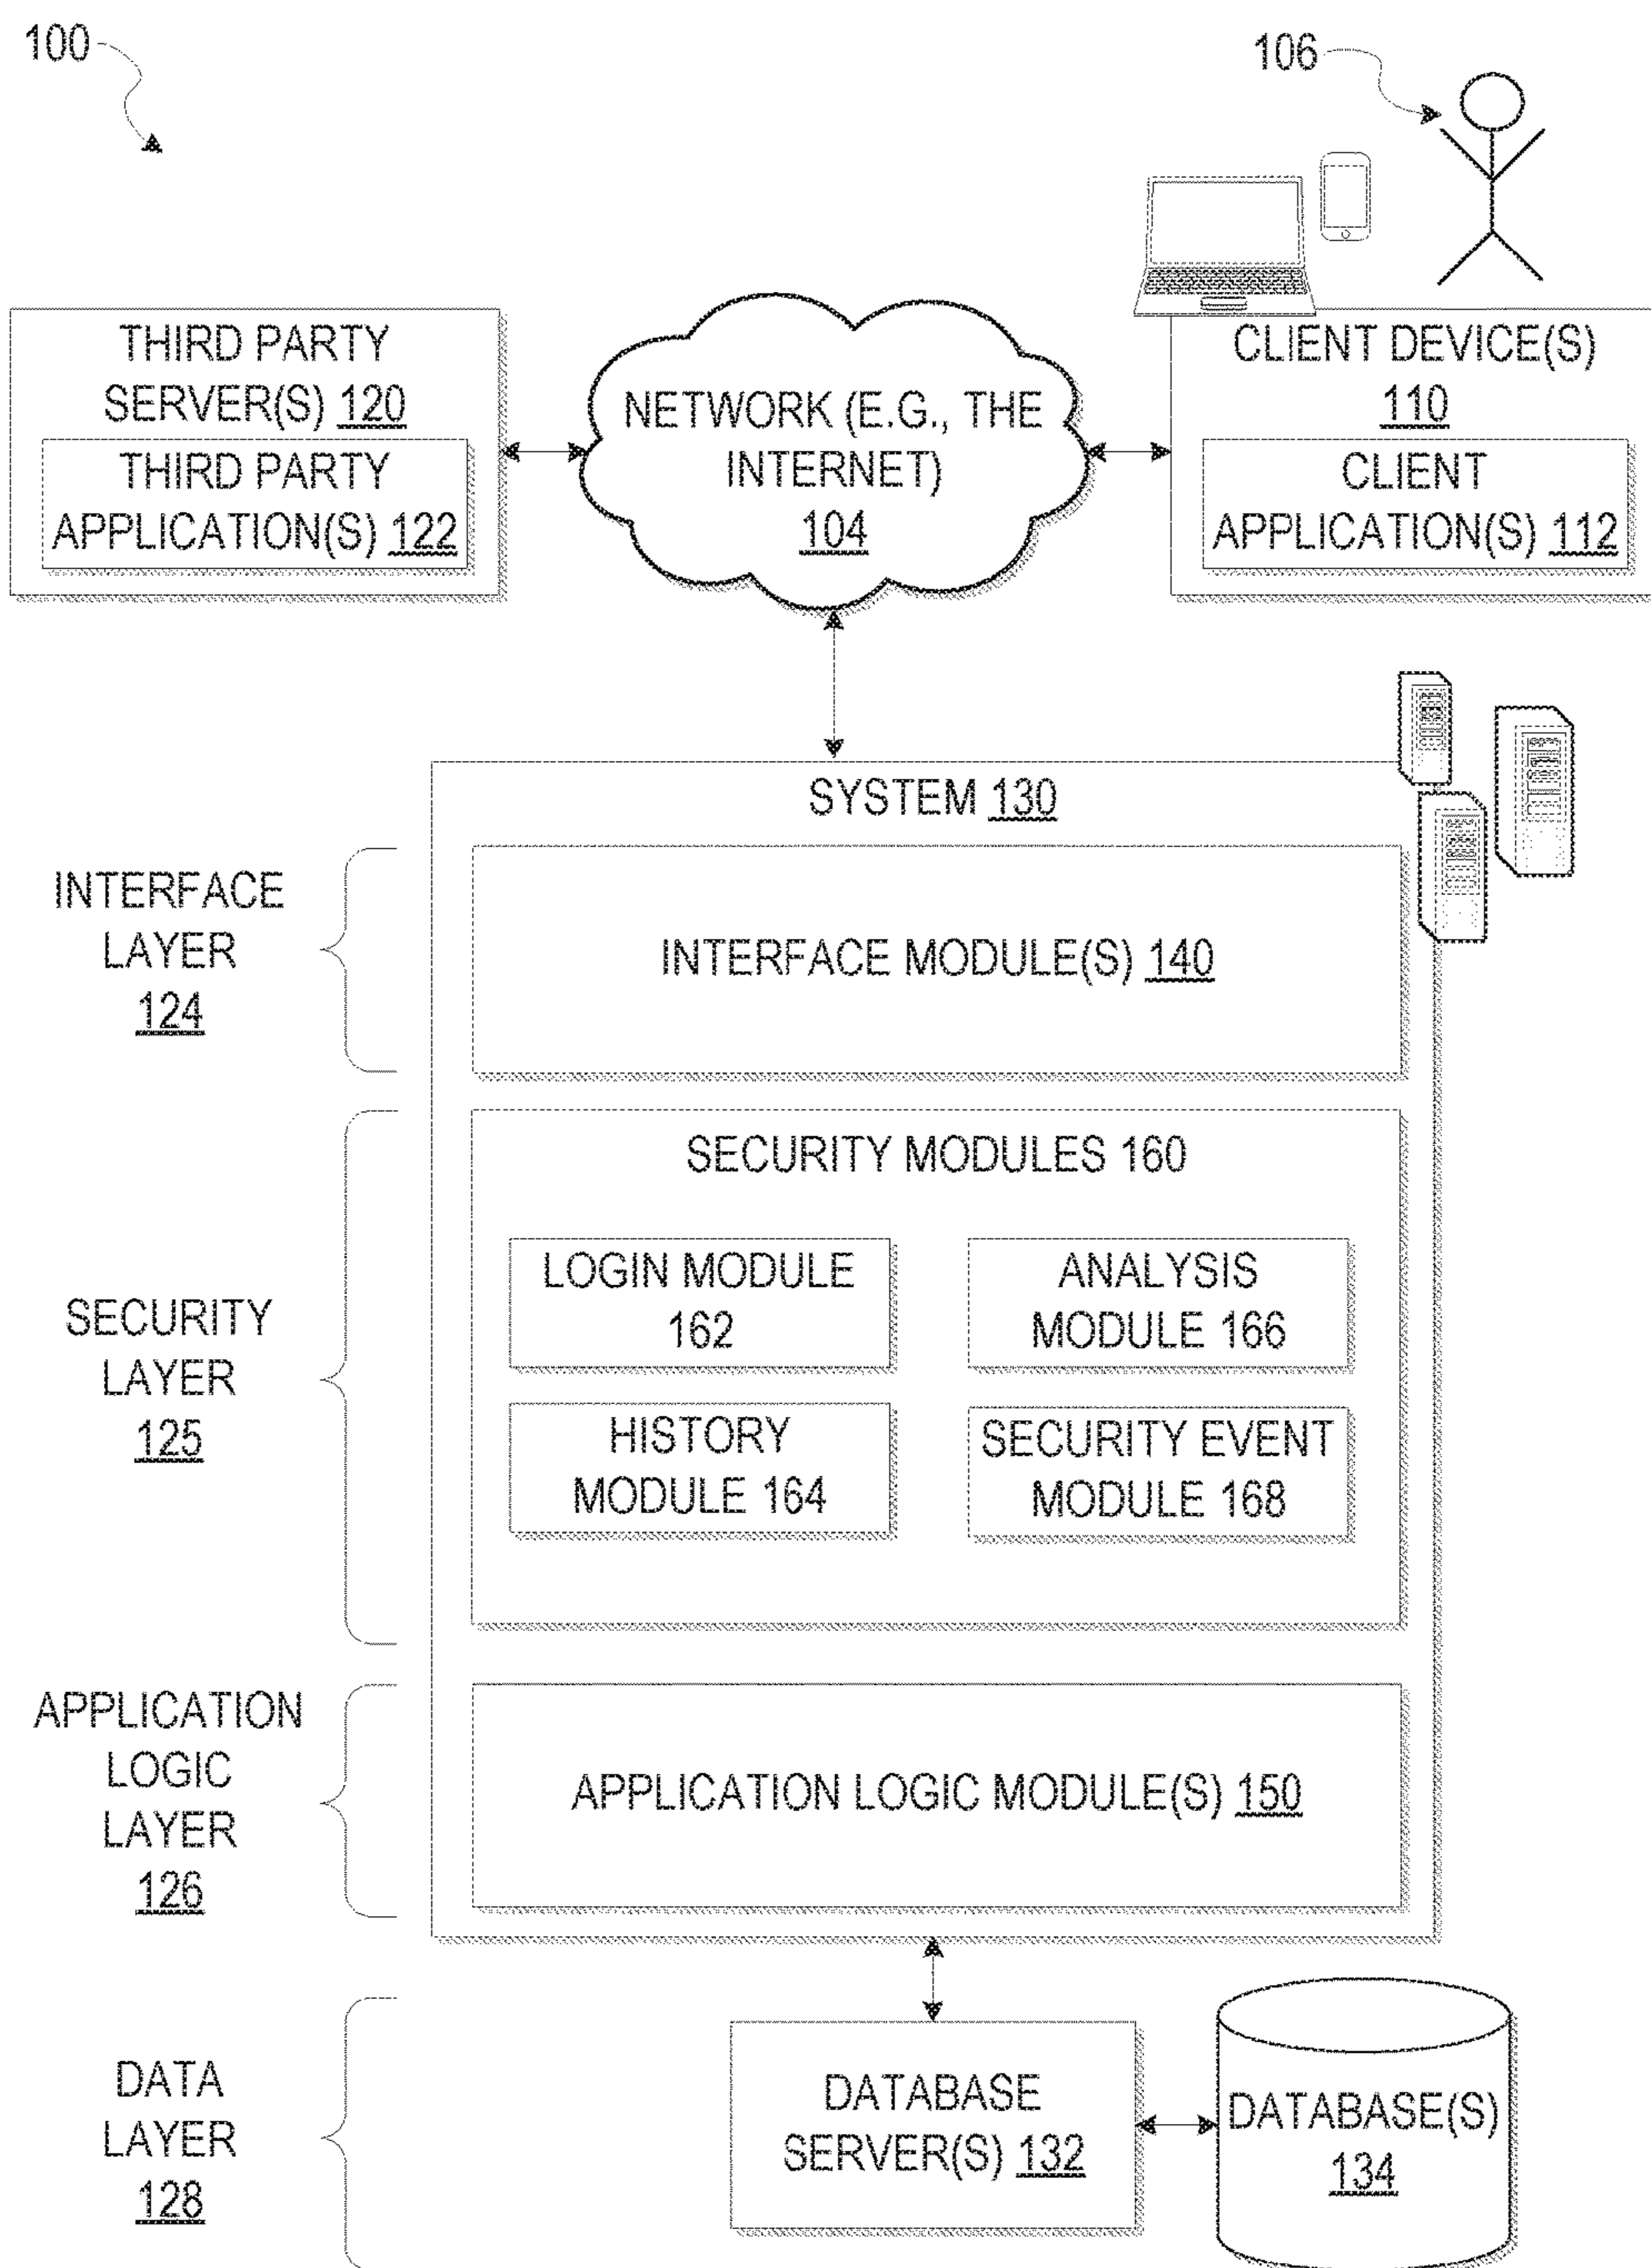 100
106
THIRD PARTY
SERVER(S) 120
THIRD PARTY
APPLICATION(S) 122
NETWORK (E.G., THE
INTERNET)
104
CLIENT DEVICE(S)
110
CLIENT
APPLICATION(S) 112
SYSTEM 130
INTERFACE
LAYER
124
INTERFACE MODULE(S) 140
SECURITY
LAYER
125
SECURITY MODULES 160
LOGIN MODULE
162
ANALYSIS
MODULE 166
HISTORY
MODULE 164
SECURITY EVENT
MODULE 168
APPLICATION
LOGIC
LAYER
126
APPLICATION LOGIC MODULE(S) 150
DATA
LAYER
128
DATABASE
SERVER(S) 132
DATABASE(S)
134